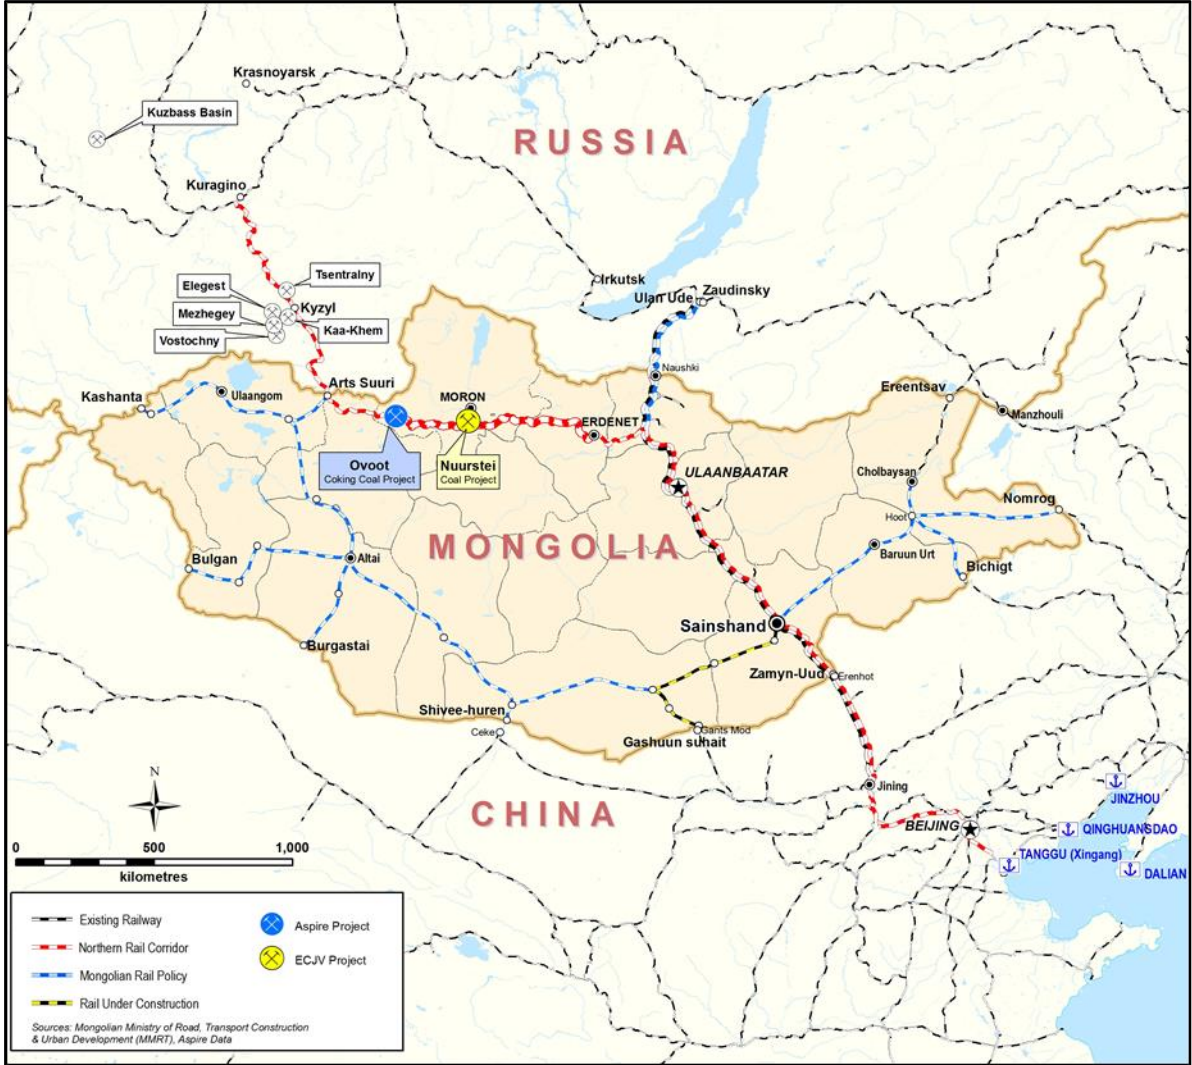 Krasnoyarsk
Kuzbass Basin
RUSSIA
Kuragino
Tsentralny
Irkutsk
Elegest
Ulan Ude
Zaudinsky
Kyzyl
Mezhegey
Kaa-Khem
Vostochny
Naushki
Arts Suuri
Ereentsav
Kashanta
Ulaangom
MORON
Manzhouli
ERDENET
Ovoot
Coking Coal Project
Nuurstei
Coal Project
ULAANBAATAR
Cholbaysan
Nomrog
Hoot
MONGOLIA
Bulgan
Altai
Baruun Urt
Bichigt
Sainshand
Burgastai
Zamyn-Uud
Erenhot
Shivee-huren
Ceke
Gants Mod
Gashuun suhait
N
Jining
CHINA
JINZHOU
BEIJING
QINGHUANGDAO
TANGGU (Xingang)
DALIAN
0 500 1,000
kilometres
Existing Railway
Northern Rail Corridor
Mongolian Rail Policy
Rail Under Construction
Aspire Project
ECJV Project
Sources: Mongolian Ministry of Road, Transport Construction
& Urban Development (MMRT), Aspire Data